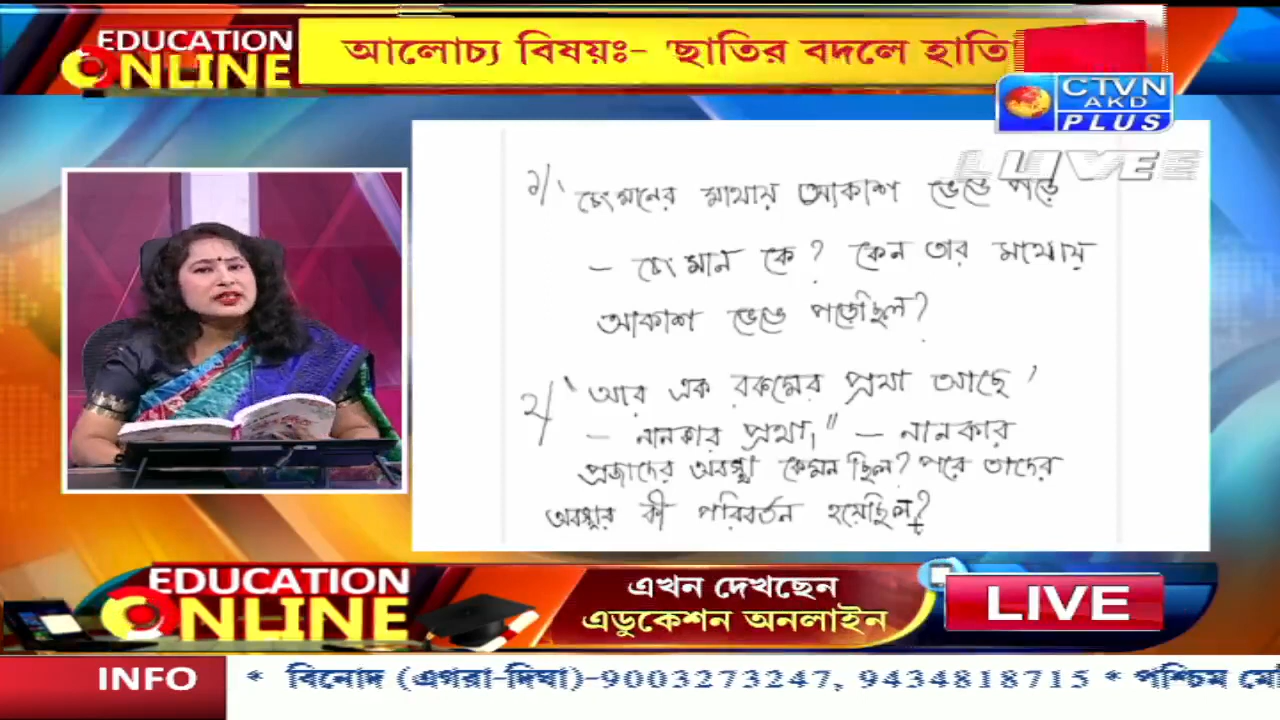 EDUCATION
ONLINE
আলোচ্য বিষয়ঃ- 'ছাতির বদলে হাতি'
CTVN
AKD
PLUS
LIVE
১/ 'চেংমানের মাথায় আকাশ ভেঙে পড়ে
– চেংমান কে? কেন তার মাথায়
আকাশ ভেঙে পড়েছিল?
২/ 'আর এক রকমের প্রথা আছে'
– নানকার প্রথা।" – নানকার
প্রজাদের অবস্থা কেমন ছিল? পরে তাদের
অবস্থার কী পরিবর্তন হয়েছিল?
EDUCATION
ONLINE
এখন দেখছেন
এডুকেশন অনলাইন
LIVE
INFO
* বিনোদ (এগরা-দিঘা)-9003273247, 9434818715 * পশ্চিম